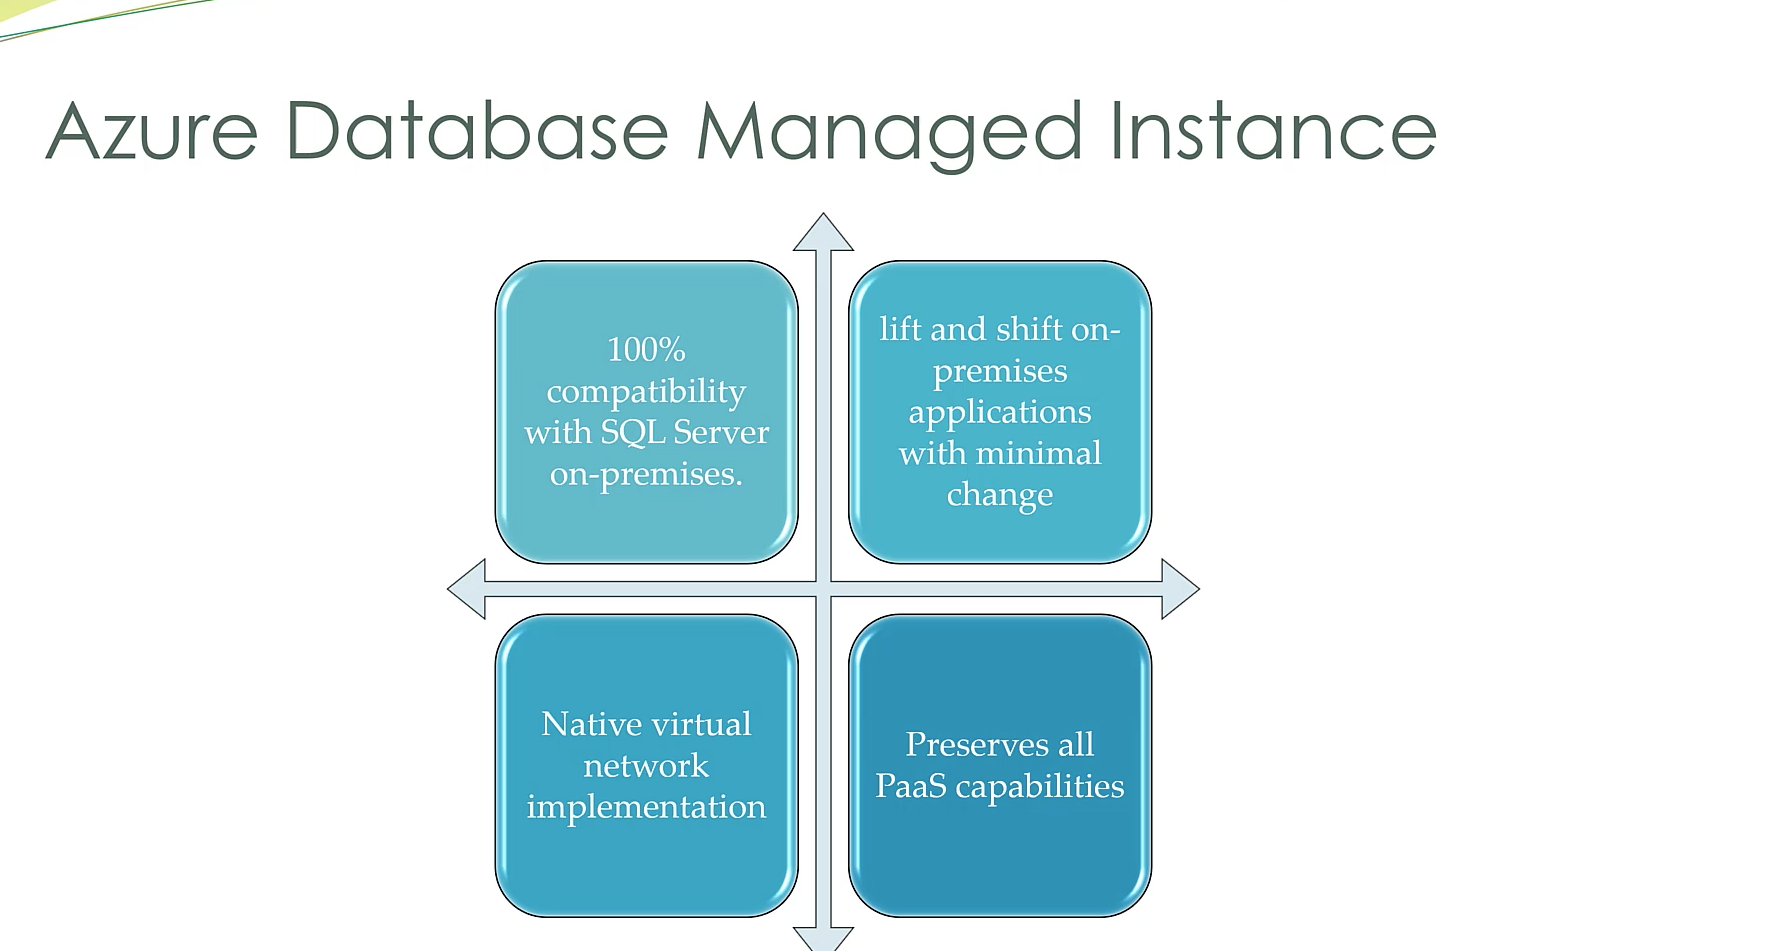 Azure Database Managed Instance
100%
compatibility
with SQL Server
on-premises.
lift and shift on-
premises
applications
with minimal
change
Native virtual
network
implementation
Preserves all
PaaS capabilities